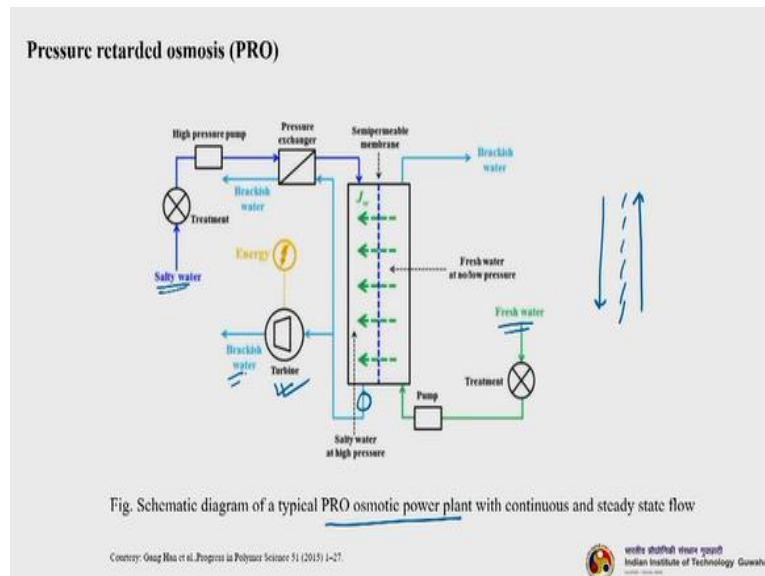 Pressure retarded osmosis (PRO)
High pressure pump
Pressure
exchanger
Semipermeable
membrane
Brackish
water
Brackish
water
Treatment
Jw
Energy
Salty water
Fresh water
at no/low pressure
Fresh water
Brackish
water
Turbine
Treatment
Pump
Salty water
at high pressure
Fig. Schematic diagram of a typical PRO osmotic power plant with continuous and steady state flow
Courtesy: Gang Han et al. Progress in Polymer Science 51 (2015) 1–27.
भारतीय प्रौद्योगिकी संस्थान गुवाहाटी
Indian Institute of Technology Guwah